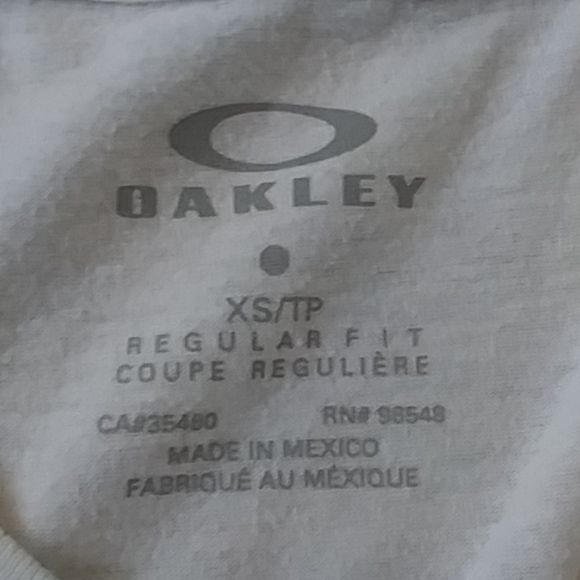 OAKLEY
XS/TP
REGULAR FIT
COUPE REGULIÈRE
CA#35480 RN# 98548
MADE IN MEXICO
FABRIQUÉ AU MÉXIQUE